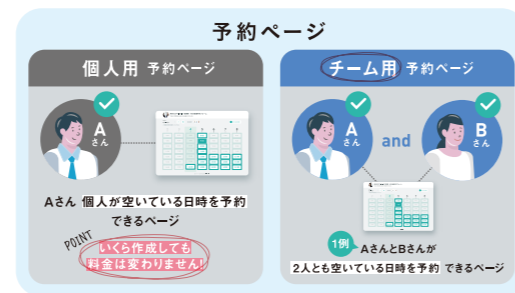 予約ページ
個人用 予約ページ
A
さん
Aさん 個人が空いている日時を予約
できるページ
POINT
いくら作成しても
料金は変わりません!
チーム用 予約ページ
A
さん
and
B
さん
1例
AさんとBさんが
2人とも空いている日時を予約 できるページ